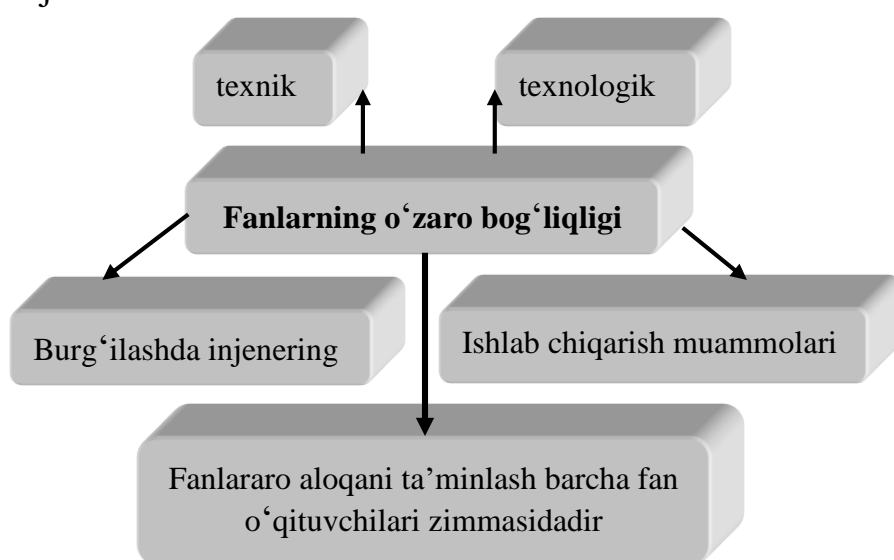 texnik
texnologik
Fanlarning o‘zaro bog‘liqligi
Burg‘ilashda injenering
Ishlab chiqarish muammolari
Fanlararo aloqani ta’minlash barcha fan
o‘qituvchilari zimmasidadir